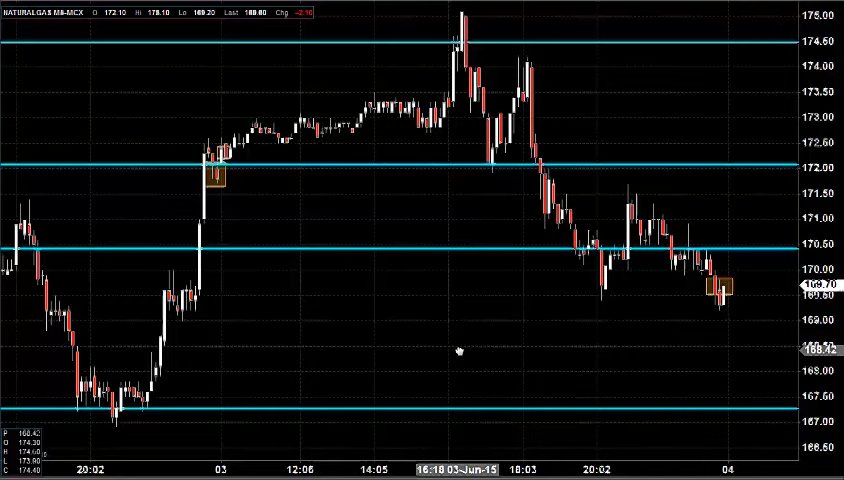 NATURALGAS M5-MCX O 172.10 Hi 175.10 Lo 169.20 Last 169.60 Chg -2.10
175.00
174.50
174.00
173.50
173.00
172.50
172.00
171.50
171.00
170.50
170.00
169.70
169.50
169.00
168.42
168.00
167.50
167.00
166.50
P 168.42
O 174.30
H 174.60
L 173.90
C 174.40
20:02 03 12:06 14:05 16:18 03-Jun-15 18:03 20:02 04